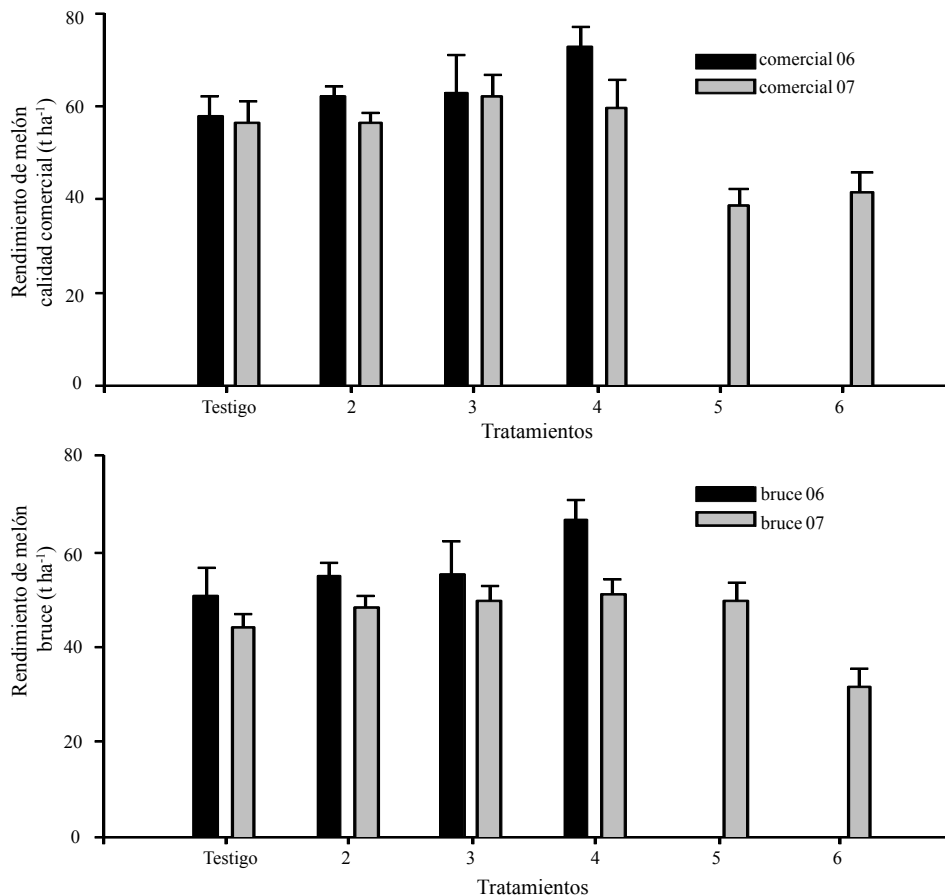 80
60
40
20
0
Rendimiento de melón
calidad comercial (t ha⁻¹)
comercial 06
comercial 07
Testigo 2 3 4 5 6
Tratamientos
80
60
40
20
0
Rendimiento de melón
bruce (t ha⁻¹)
bruce 06
bruce 07
Testigo 2 3 4 5 6
Tratamientos